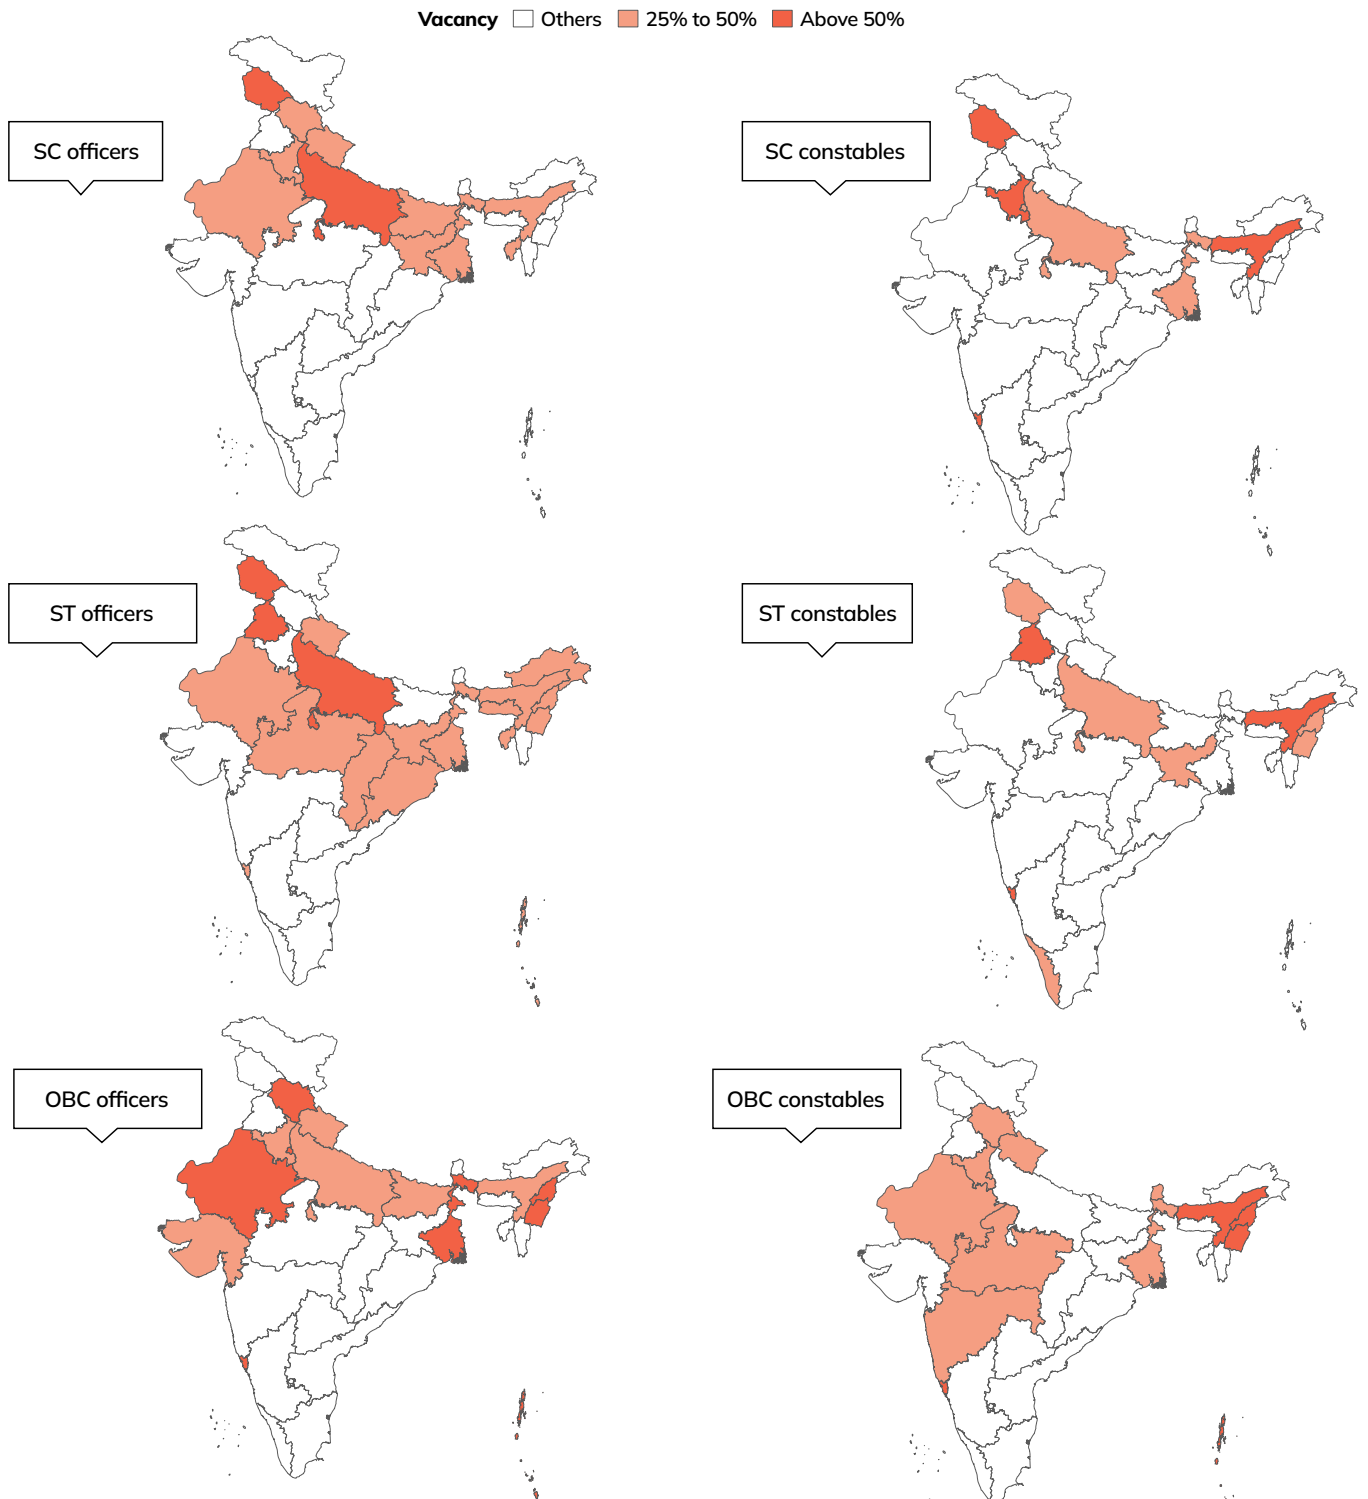 Vacancy Others 25% to 50% Above 50%
SC officers
SC constables
ST officers
ST constables
OBC officers
OBC constables